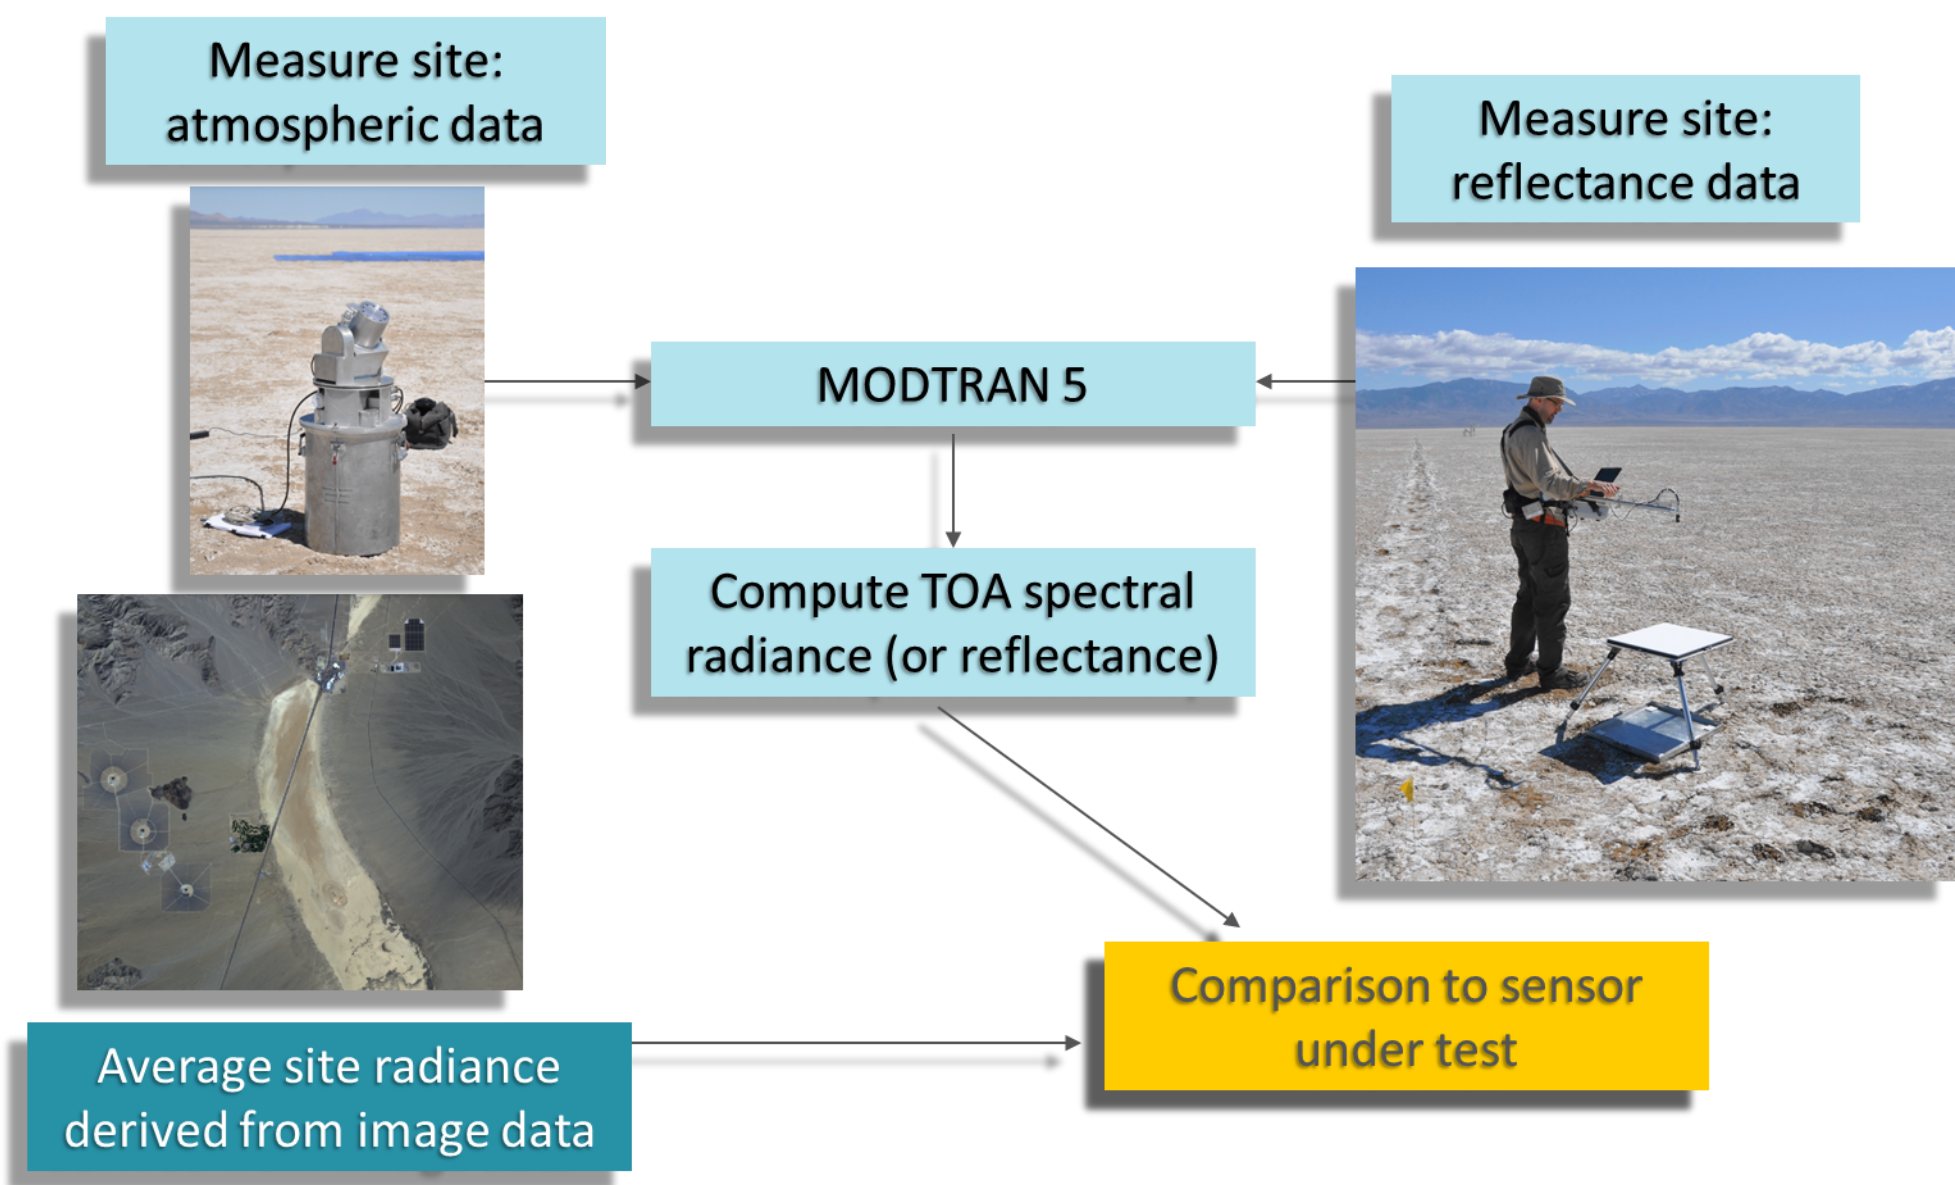 Measure site:
atmospheric data
Measure site:
reflectance data
MODTRAN 5
Compute TOA spectral
radiance (or reflectance)
Comparison to sensor
under test
Average site radiance
derived from image data